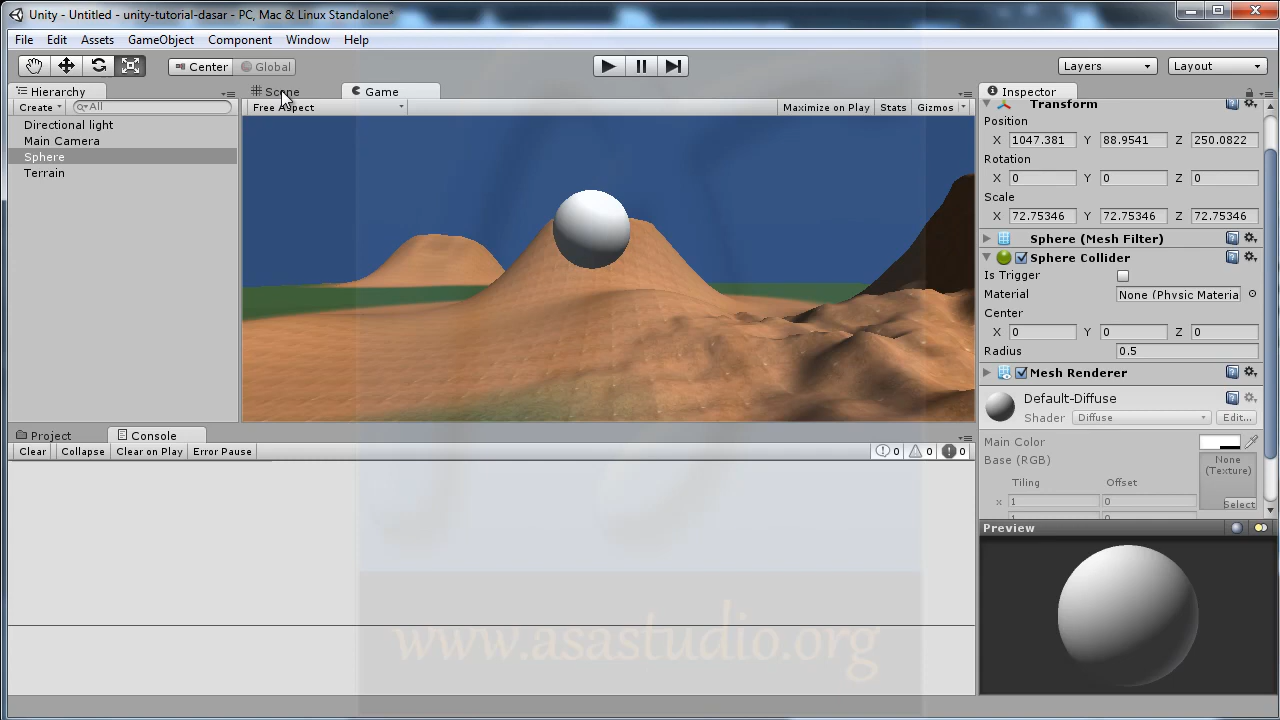 Unity - Untitled - unity-tutorial-dasar - PC, Mac & Linux Standalone*
File Edit Assets GameObject Component Window Help
Center Global Layers Layout
Hierarchy Scene Game Inspector
Create All Free Aspect Maximize on Play Stats Gizmos
Transform
Directional light
Main Camera
Sphere
Terrain
Position
X 1047.381 Y 88.9541 Z 250.0822
Rotation
X 0 Y 0 Z 0
Scale
X 72.75346 Y 72.75346 Z 72.75346
Sphere (Mesh Filter)
Sphere Collider
Is Trigger
Material None (Physic Materia
Center
X 0 Y 0 Z 0
Radius 0.5
Mesh Renderer
Default-Diffuse
Shader Diffuse Edit...
Main Color
Base (RGB) None (Texture)
Tiling Offset
x 1 0
Select
Preview
Project Console
Clear Collapse Clear on Play Error Pause 0 0 0
www.asastudio.org